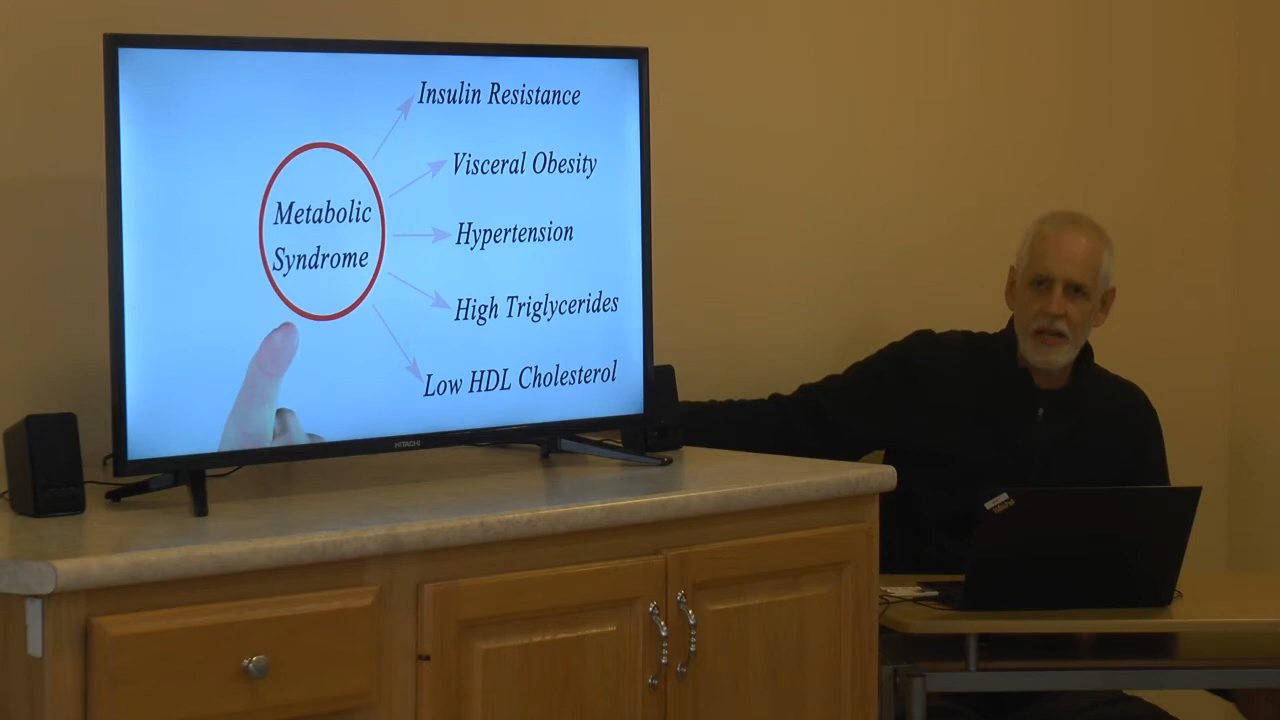 Insulin Resistance
Visceral Obesity
Metabolic
Syndrome
Hypertension
High Triglycerides
Low HDL Cholesterol
HITACHI